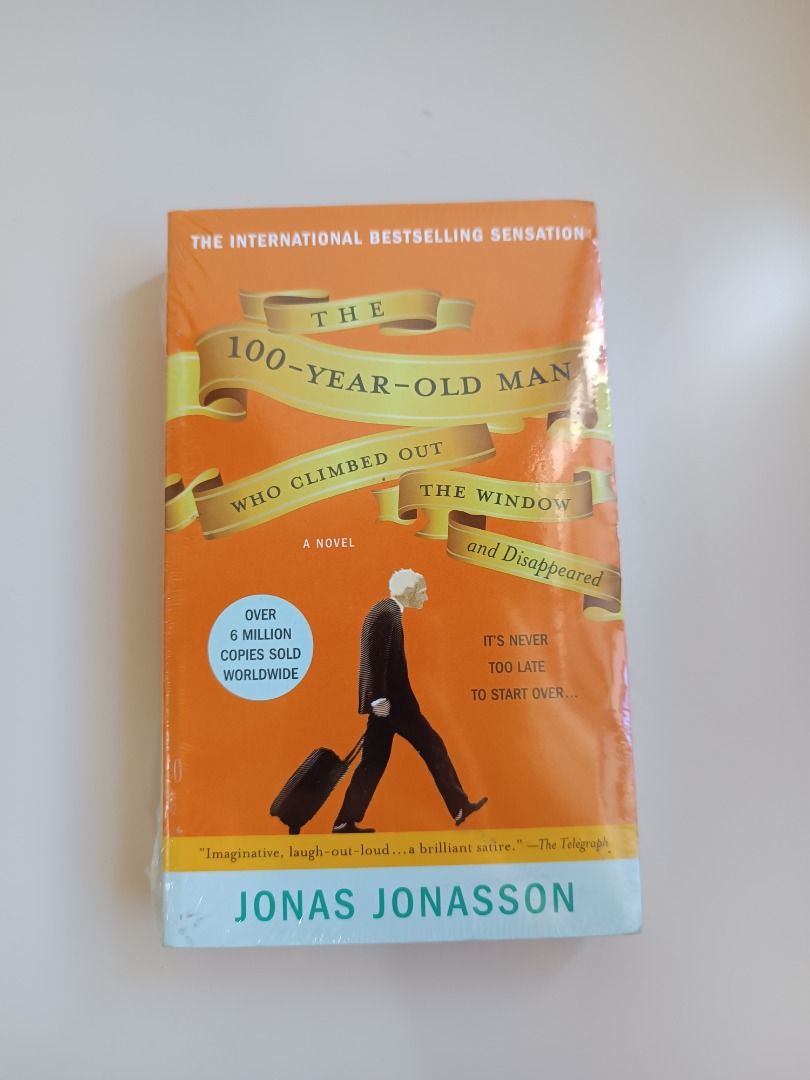 THE INTERNATIONAL BESTSELLING SENSATION
THE
100-YEAR-OLD MAN
WHO CLIMBED OUT
THE WINDOW
and Disappeared
A NOVEL
OVER
6 MILLION
COPIES SOLD
WORLDWIDE
IT'S NEVER
TOO LATE
TO START OVER...
"Imaginative, laugh-out-loud...a brilliant satire." —The Telegraph
JONAS JONASSON